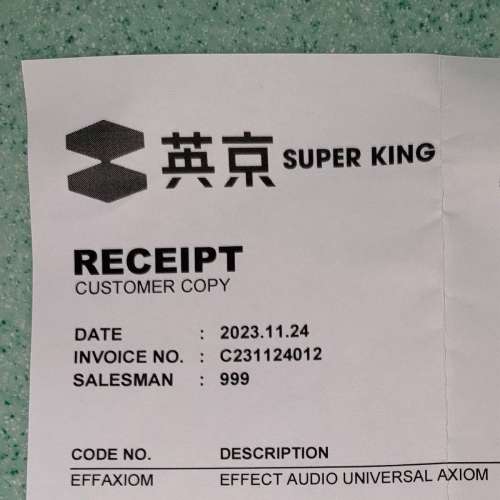 英京 SUPER KING
RECEIPT
CUSTOMER COPY
DATE : 2023.11.24
INVOICE NO. : C231124012
SALESMAN : 999
CODE NO. DESCRIPTION
EFFAXIOM EFFECT AUDIO UNIVERSAL AXIOM